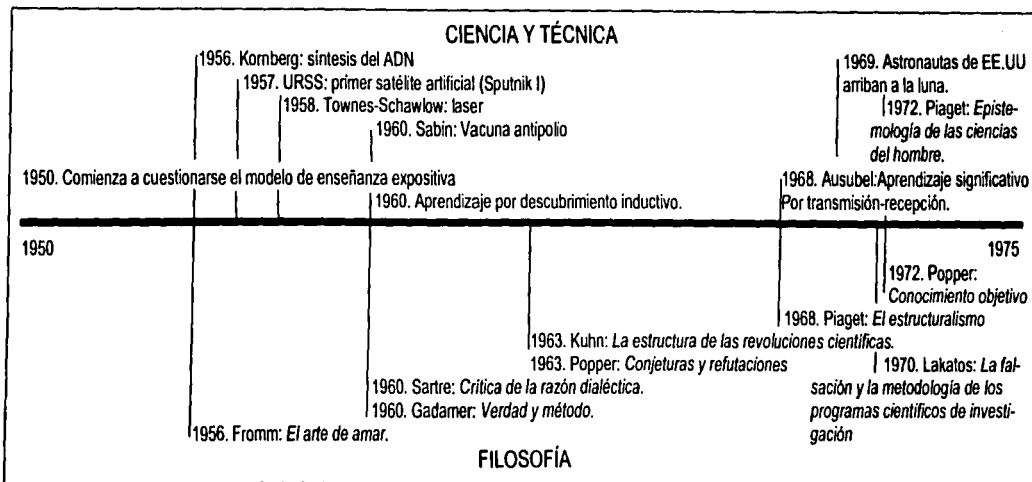 CIENCIA Y TÉCNICA
1956. Kornberg: síntesis del ADN
1957. URSS: primer satélite artificial (Sputnik I)
1958. Townes-Schawlow: laser
1960. Sabin: Vacuna antipolio
1969. Astronautas de EE.UU
arriban a la luna.
1972. Piaget: Episte-
mología de las ciencias
del hombre.
1950. Comienza a cuestionarse el modelo de enseñanza expositiva
1960. Aprendizaje por descubrimiento inductivo.
1968. Ausubel:Aprendizaje significativo
Por transmisión-recepción.
1950
1975
1972. Popper:
Conocimiento objetivo
1968. Piaget: El estructuralismo
1963. Kuhn: La estructura de las revoluciones científicas.
1963. Popper: Conjeturas y refutaciones
1970. Lakatos: La fal-
sación y la metodología de los
programas científicos de investi-
gación
1960. Sartre: Crítica de la razón dialéctica.
1960. Gadamer: Verdad y método.
1956. Fromm: El arte de amar.
FILOSOFÍA